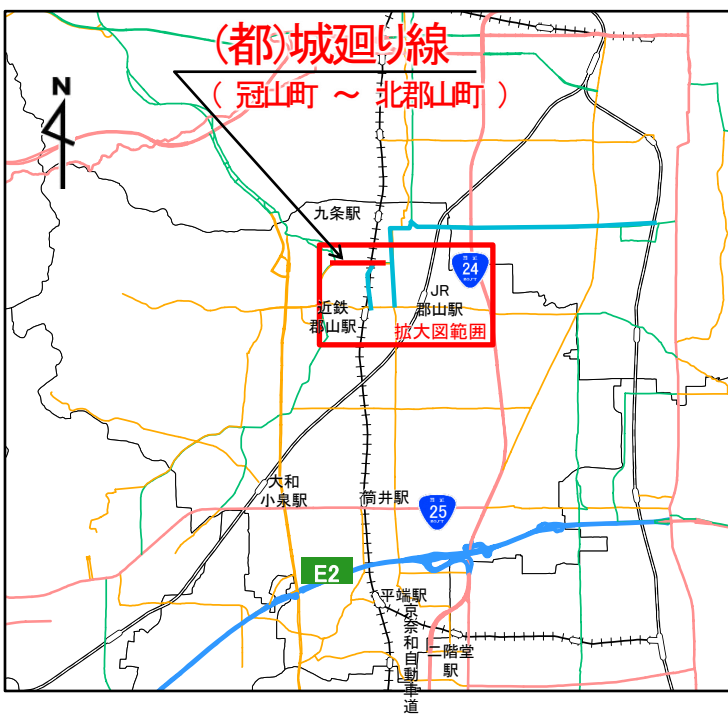 (都)城廻り線
( 冠山町 ～ 北郡山町 )
N
九条駅
24
近鉄
郡山駅
JR
郡山駅
拡大図範囲
大和
小泉駅
筒井駅
25
E2
平端駅
京奈和自動車道
二階堂
駅